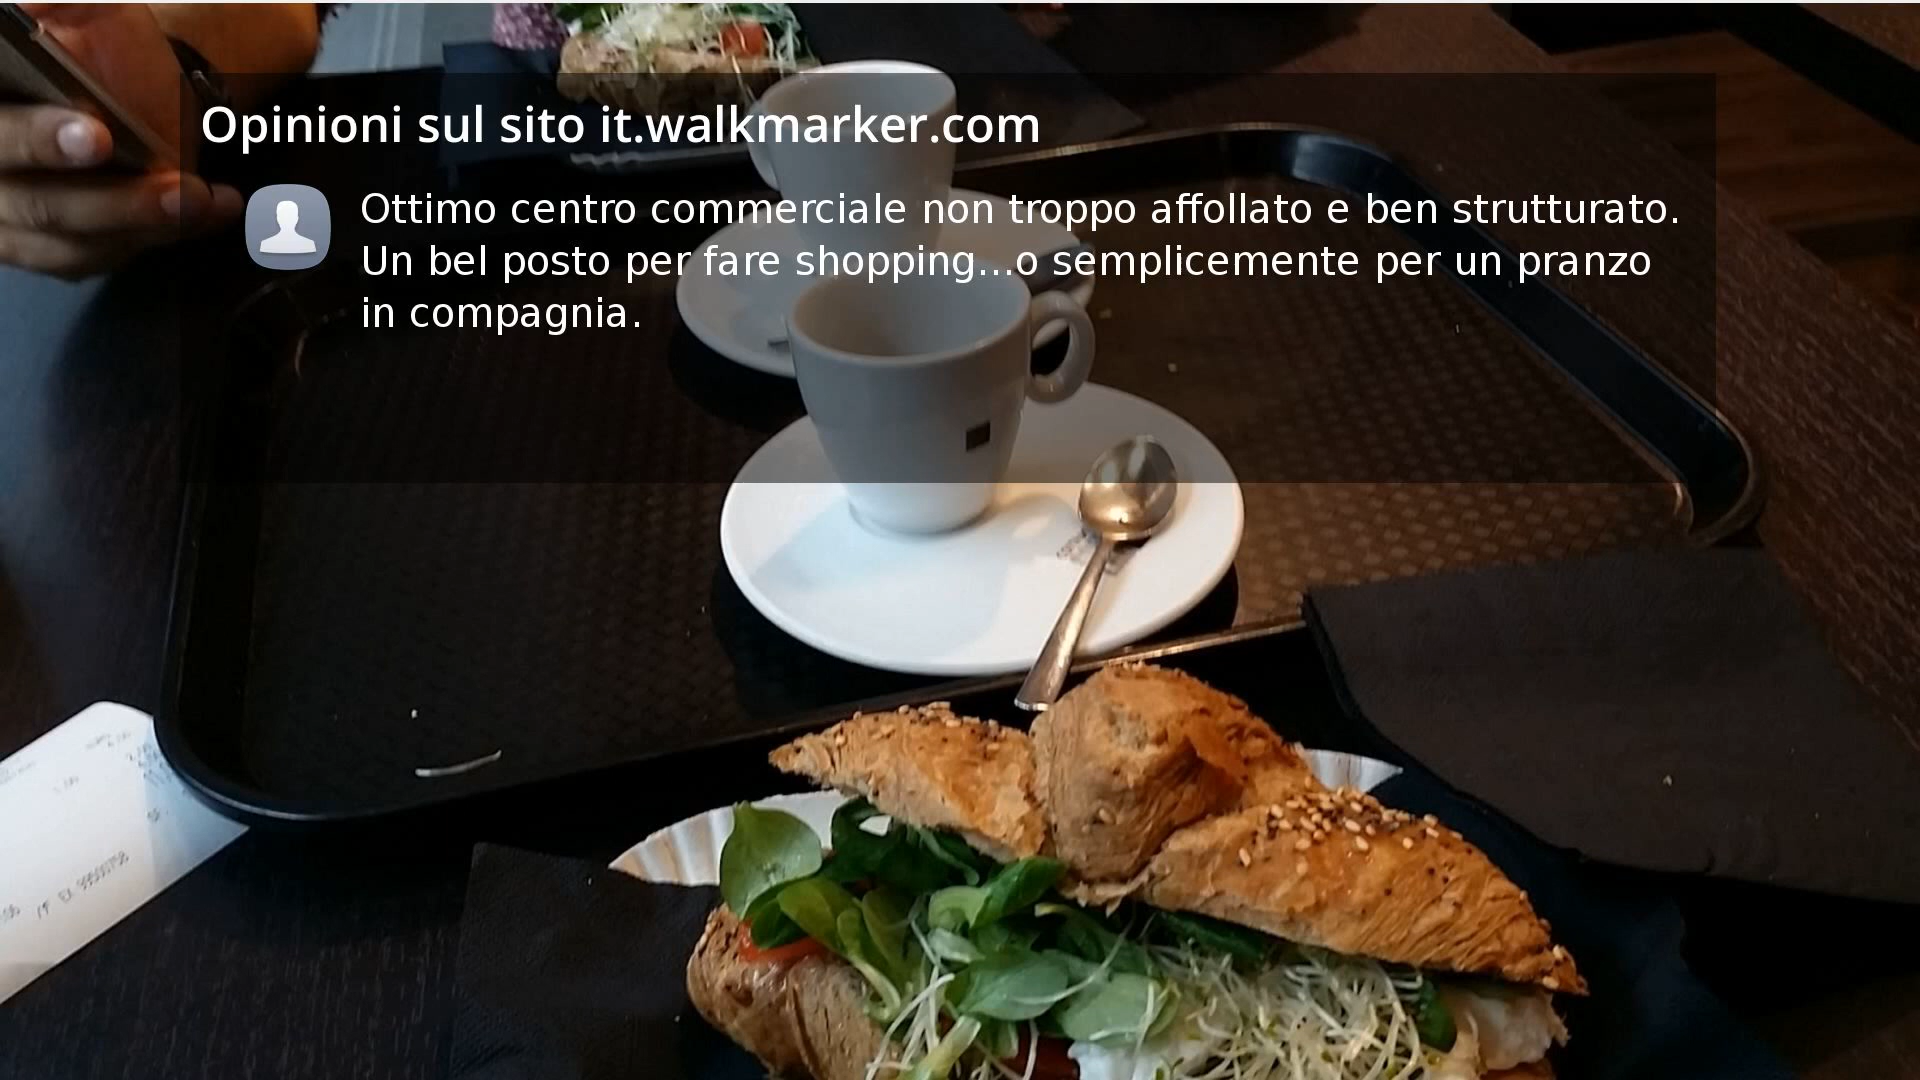 Opinioni sul sito it.walkmarker.com
Ottimo centro commerciale non troppo affollato e ben strutturato.
Un bel posto per fare shopping...o semplicemente per un pranzo
in compagnia.